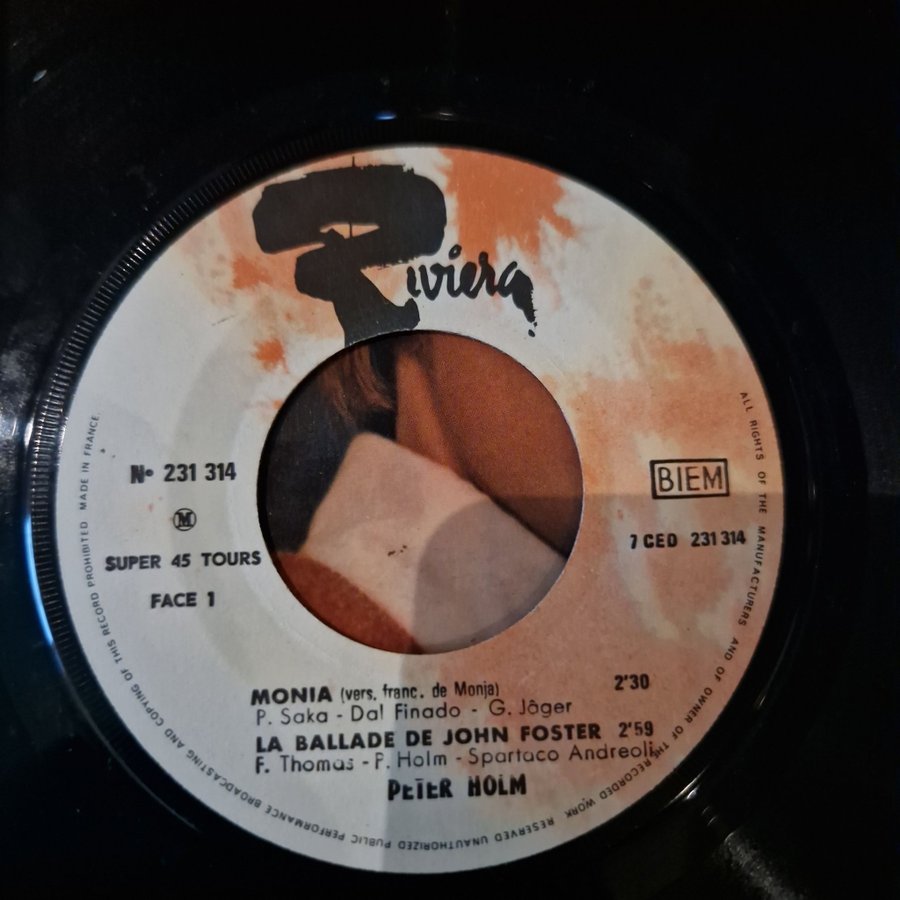 Riviera
Nº 231 314
M
SUPER 45 TOURS
FACE 1
BIEM
7 CED 231 314
MONIA (vers. franc. de Monja) 2'30
P. Saka - Dal Finado - G. Jôger
LA BALLADE DE JOHN FOSTER 2'59
F. Thomas - P. Holm - Spartaco Andreoli
PETER HOLM
ALL RIGHTS OF THE MANUFACTURERS AND OF OWNER OF THE RECORDED WORK RESERVED UNAUTHORIZED PUBLIC PERFORMANCE BROADCASTING AND COPYING OF THIS RECORD PROHIBITED MADE IN FRANCE.